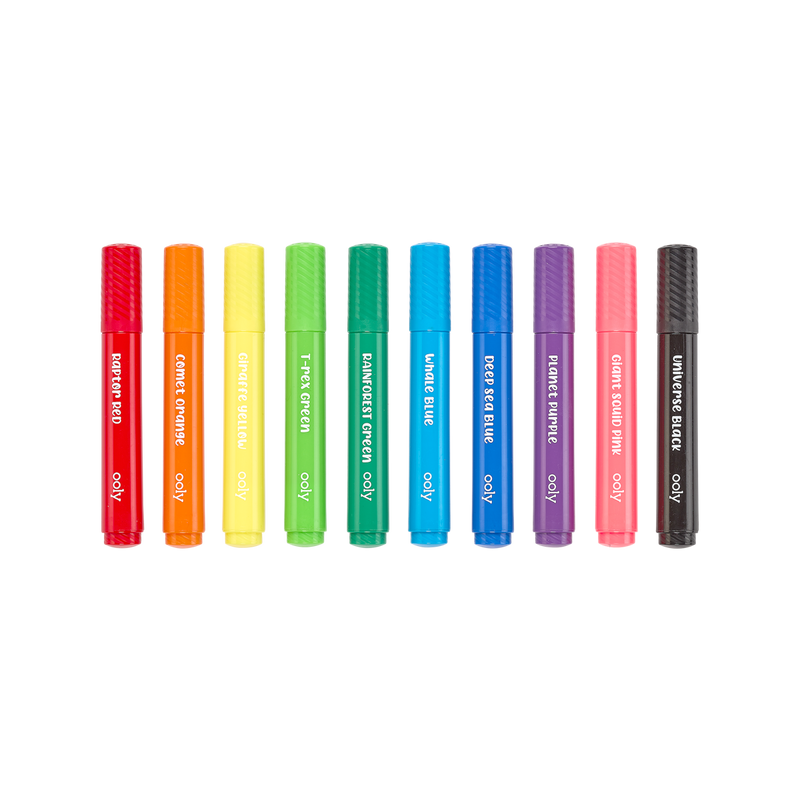 Raptor Red
ooly
Comet Orange
ooly
Giraffe Yellow
ooly
T-rex Green
ooly
RAINFOREST Green
ooly
Whale Blue
ooly
Deep Sea Blue
ooly
Planet Purple
ooly
Giant Squid Pink
ooly
Universe Black
ooly